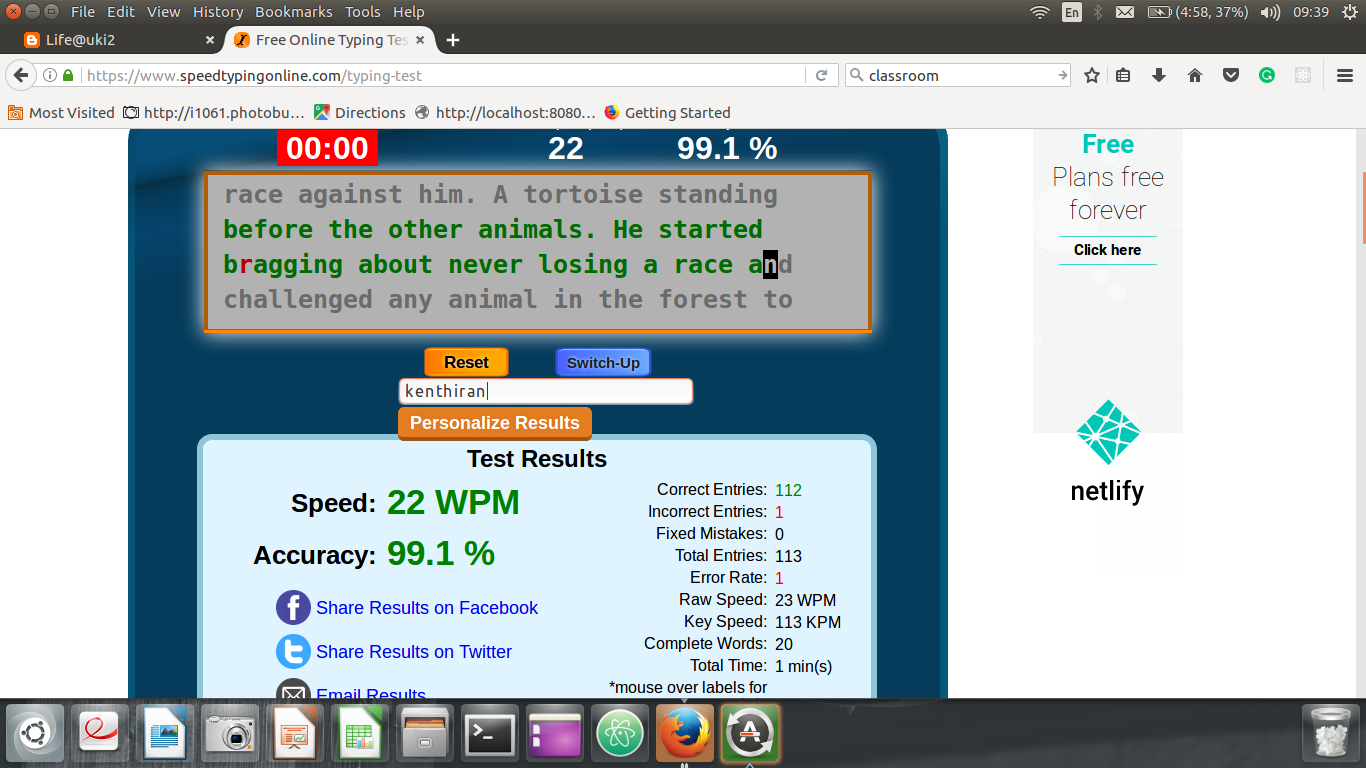 File Edit View History Bookmarks Tools Help
En (4:58, 37%) 09:39
Life@uki2 × Free Online Typing Tes × +
https://www.speedtypingonline.com/typing-test classroom
Most Visited http://i1061.photobu... Directions http://localhost:8080... Getting Started
00:00 22 99.1 %
race against him. A tortoise standing
before the other animals. He started
bragging about never losing a race and
challenged any animal in the forest to
Reset Switch-Up
kenthiran
Personalize Results
Test Results
Speed: 22 WPM
Accuracy: 99.1 %
Share Results on Facebook
Share Results on Twitter
Email Results
Correct Entries: 112
Incorrect Entries: 1
Fixed Mistakes: 0
Total Entries: 113
Error Rate: 1
Raw Speed: 23 WPM
Key Speed: 113 KPM
Complete Words: 20
Total Time: 1 min(s)
*mouse over labels for
Free
Plans free
forever
Click here
netlify